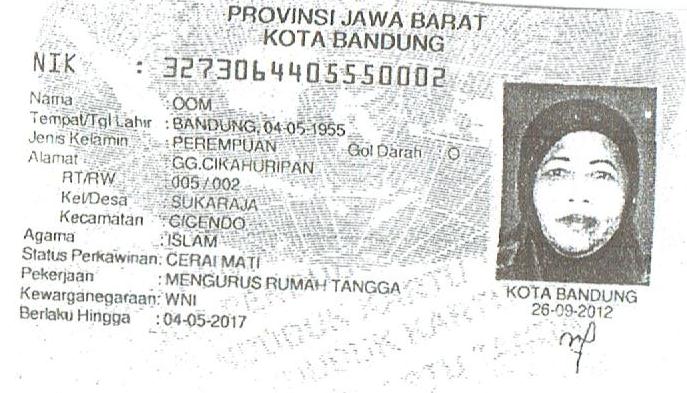 PROVINSI JAWA BARAT
KOTA BANDUNG
NIK : 3273064405550002
Nama : OOM
Tempat/Tgl Lahir : BANDUNG, 04-05-1955
Jenis Kelamin : PEREMPUAN Gol Darah : O
Alamat : GG.CIKAHURIPAN
RT/RW : 005 / 002
Kel/Desa : SUKARAJA
Kecamatan : CICENDO
Agama : ISLAM
Status Perkawinan: CERAI MATI
Pekerjaan : MENGURUS RUMAH TANGGA
Kewarganegaraan: WNI
Berlaku Hingga : 04-05-2017
KOTA BANDUNG
26-09-2012